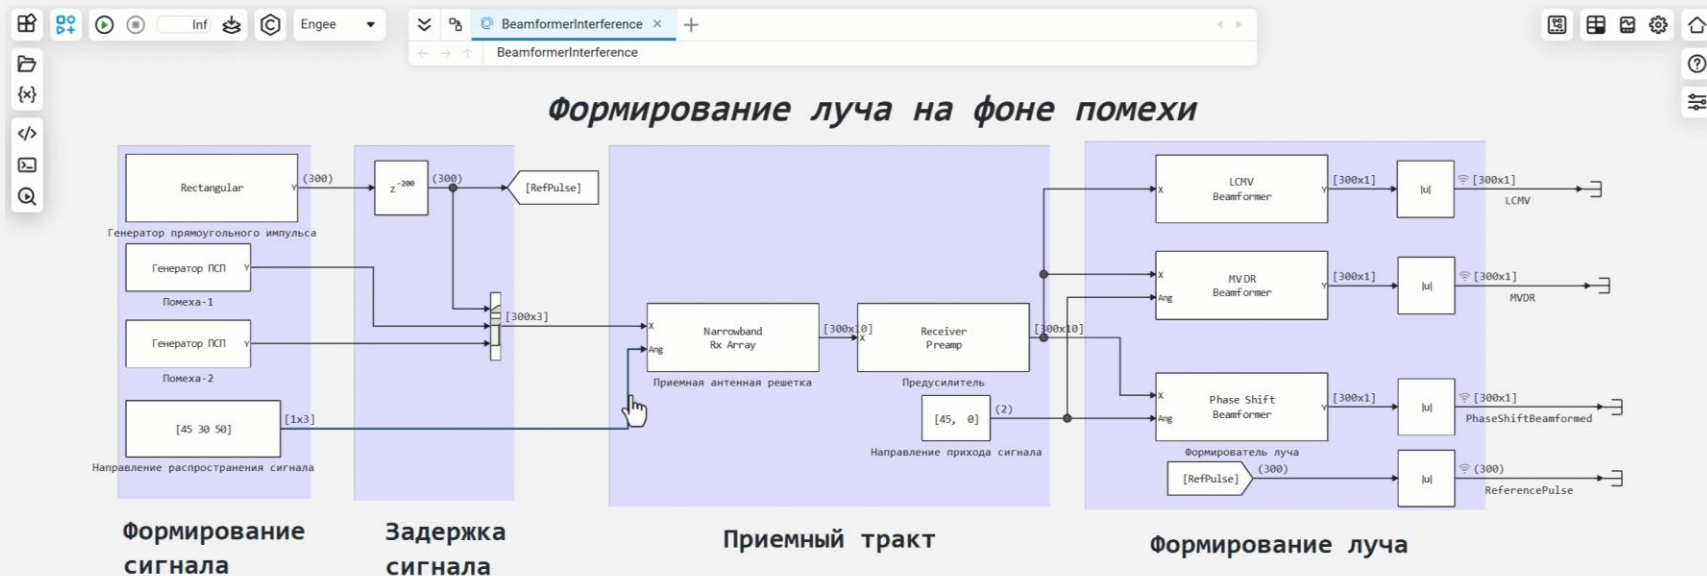 Inf
Engee
BeamformerInterference
BeamformerInterference
Формирование луча на фоне помехи
Rectangular
Y
(300)
Генератор прямоугольного импульса
Генератор ПСП
Y
Помеха-1
Генератор ПСП
Y
Помеха-2
[45 30 50]
[1x3]
Направление распространения сигнала
Формирование
сигнала
z⁻²⁰⁰
(300)
[RefPulse]
[300x3]
Задержка
сигнала
X
Ang
Narrowband
Rx Array
[300x10]
Приемная антенная решетка
X
Receiver
Preamp
[300x10]
Предусилитель
[45, 0]
(2)
Направление прихода сигнала
Приемный тракт
X
LCMV
Beamformer
Y
[300x1]
|u|
[300x1]
LCMV
X
Ang
MVDR
Beamformer
Y
[300x1]
|u|
[300x1]
MVDR
X
Ang
Phase Shift
Beamformer
Y
[300x1]
|u|
[300x1]
PhaseShiftBeamformed
Формирователь луча
[RefPulse]
(300)
|u|
(300)
ReferencePulse
Формирование луча